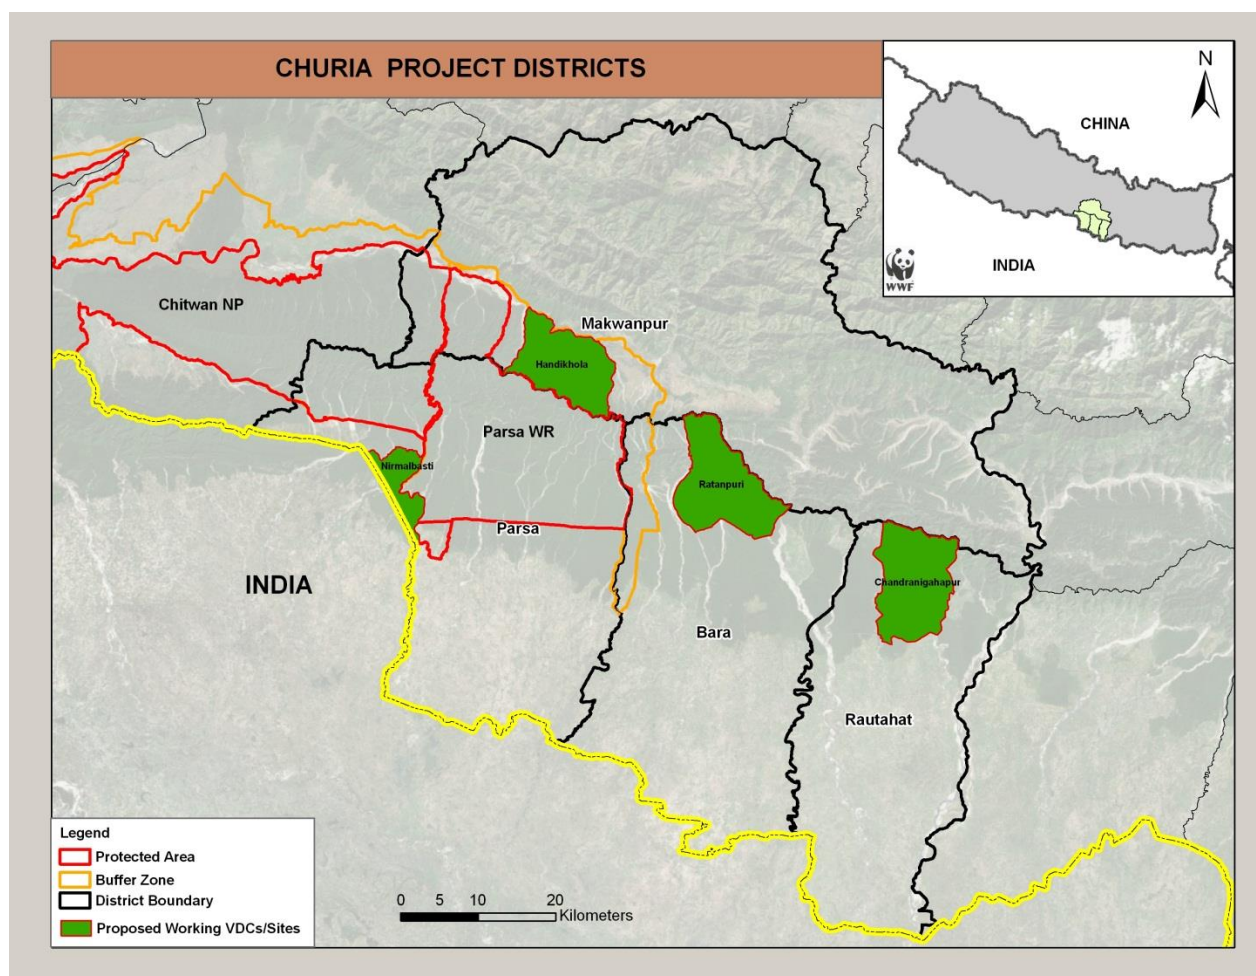 CHURIA PROJECT DISTRICTS
N
CHINA
INDIA
WWF
Chitwan NP
Makwanpur
Handikhola
Parsa WR
Nirmalbasti
Ratanpuri
Parsa
Chandranigahapur
INDIA
Bara
Rautahat
Legend
Protected Area
Buffer Zone
District Boundary
Proposed Working VDCs/Sites
0 5 10 20
Kilometers